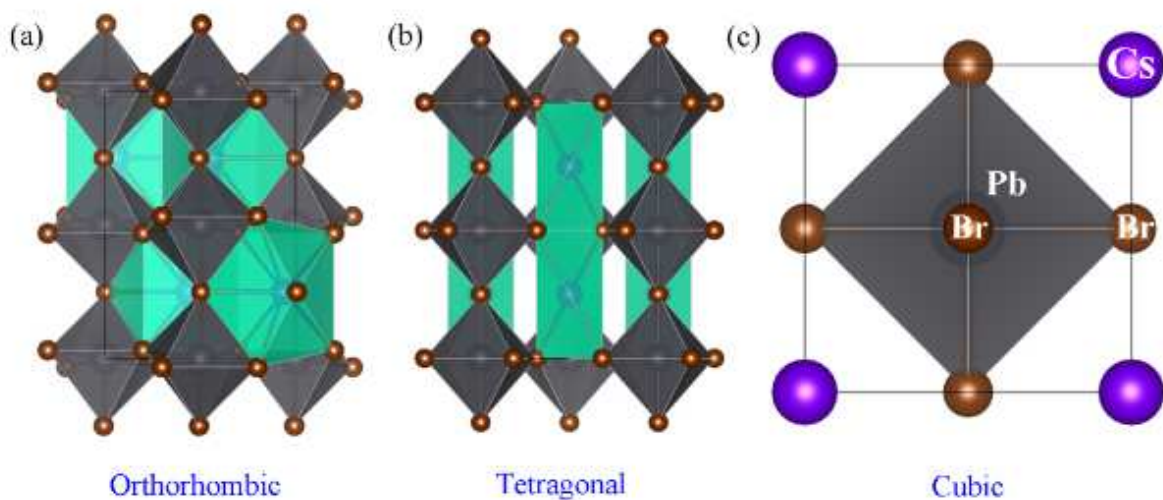 (a)
(b)
(c)
Cs
Pb
Br
Br
Orthorhombic
Tetragonal
Cubic